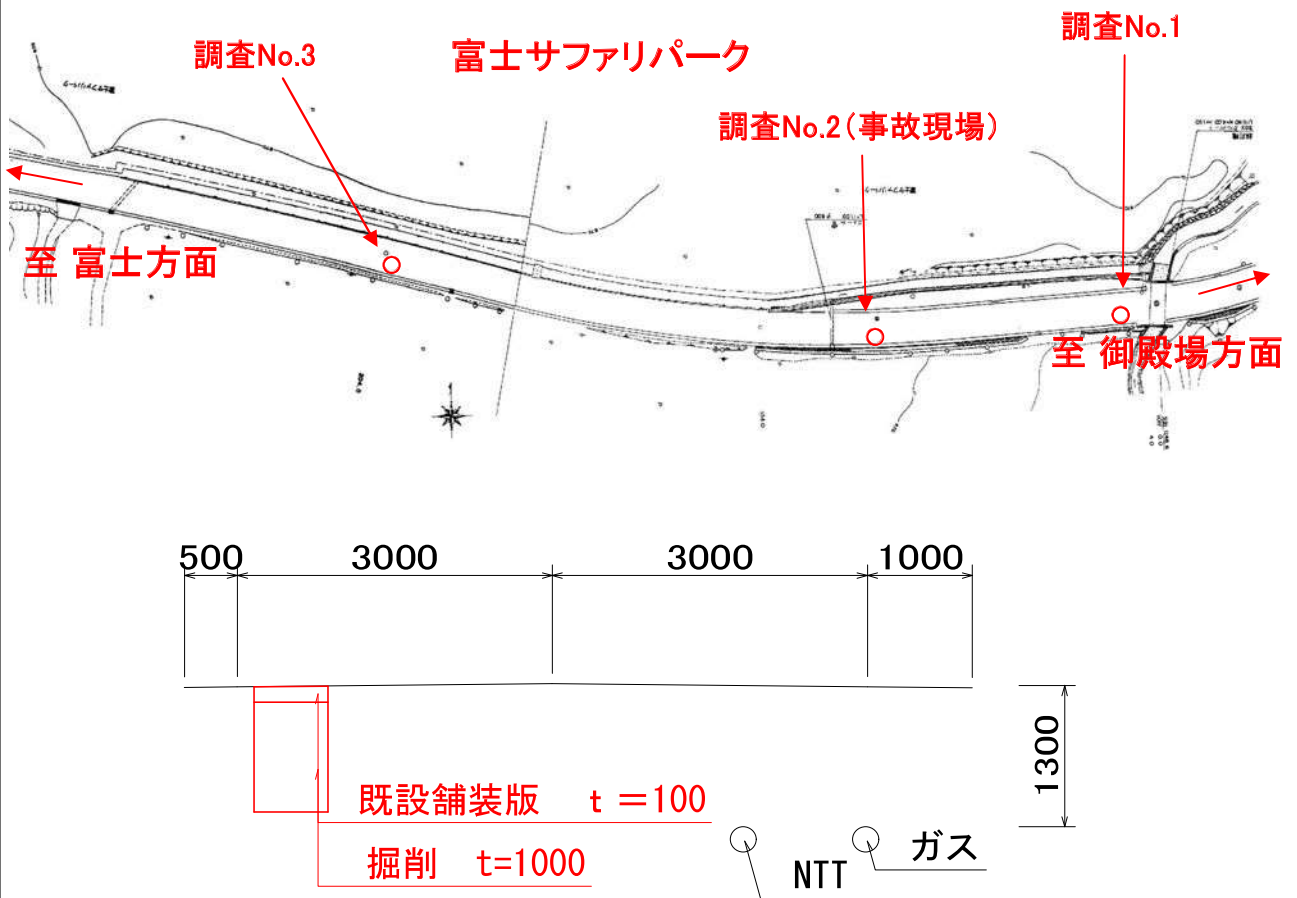 調査No.1
調査No.3
富士サファリパーク
調査No.2(事故現場)
至 富士方面
至 御殿場方面
500
3000
3000
1000
1300
既設舗装版 t=100
掘削 t=1000
NTT
ガス